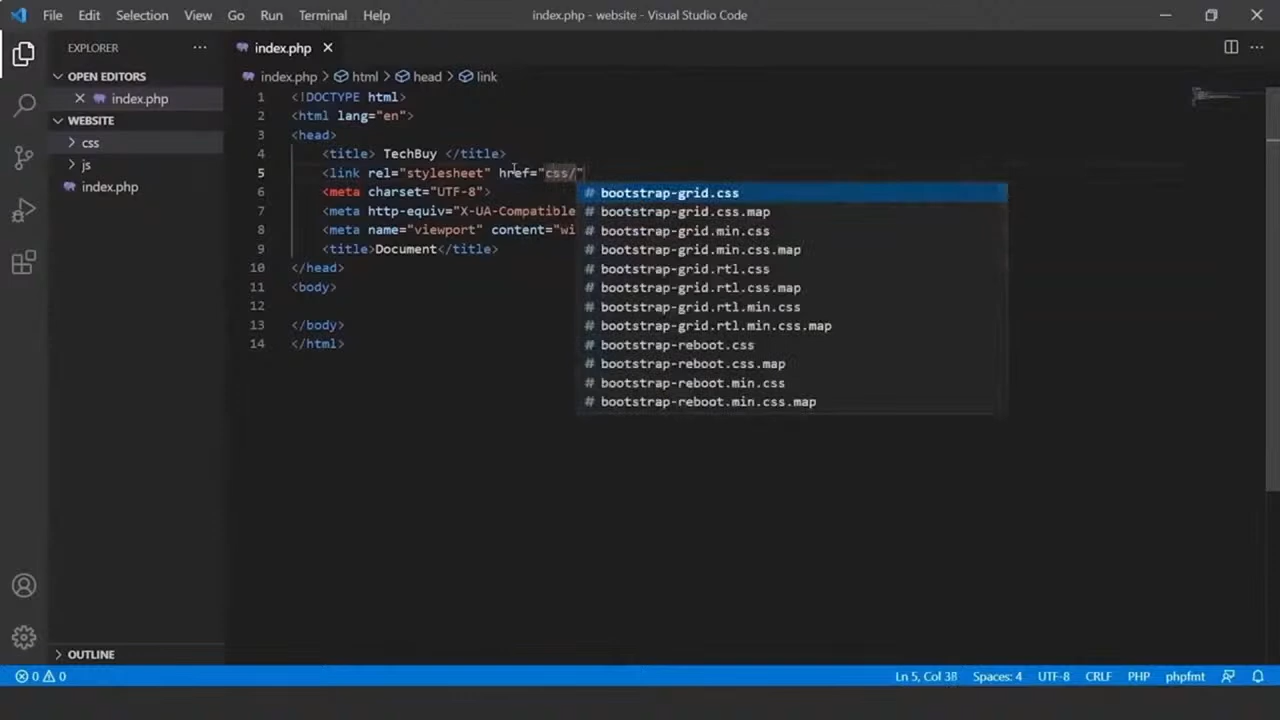 File Edit Selection View Go Run Terminal Help index.php - website - Visual Studio Code
EXPLORER
OPEN EDITORS
index.php
WEBSITE
css
js
index.php
index.php
index.php > html > head > link
1 <!DOCTYPE html>
2 <html lang="en">
3 <head>
4 <title> TechBuy </title>
5 <link rel="stylesheet" href="css/"
6 <meta charset="UTF-8">
7 <meta http-equiv="X-UA-Compatible
8 <meta name="viewport" content="wi
9 <title>Document</title>
10 </head>
11 <body>
12
13 </body>
14 </html>
# bootstrap-grid.css
# bootstrap-grid.css.map
# bootstrap-grid.min.css
# bootstrap-grid.min.css.map
# bootstrap-grid.rtl.css
# bootstrap-grid.rtl.css.map
# bootstrap-grid.rtl.min.css
# bootstrap-grid.rtl.min.css.map
# bootstrap-reboot.css
# bootstrap-reboot.css.map
# bootstrap-reboot.min.css
# bootstrap-reboot.min.css.map
OUTLINE
0 0 Ln 5, Col 38 Spaces: 4 UTF-8 CRLF PHP phpfmt